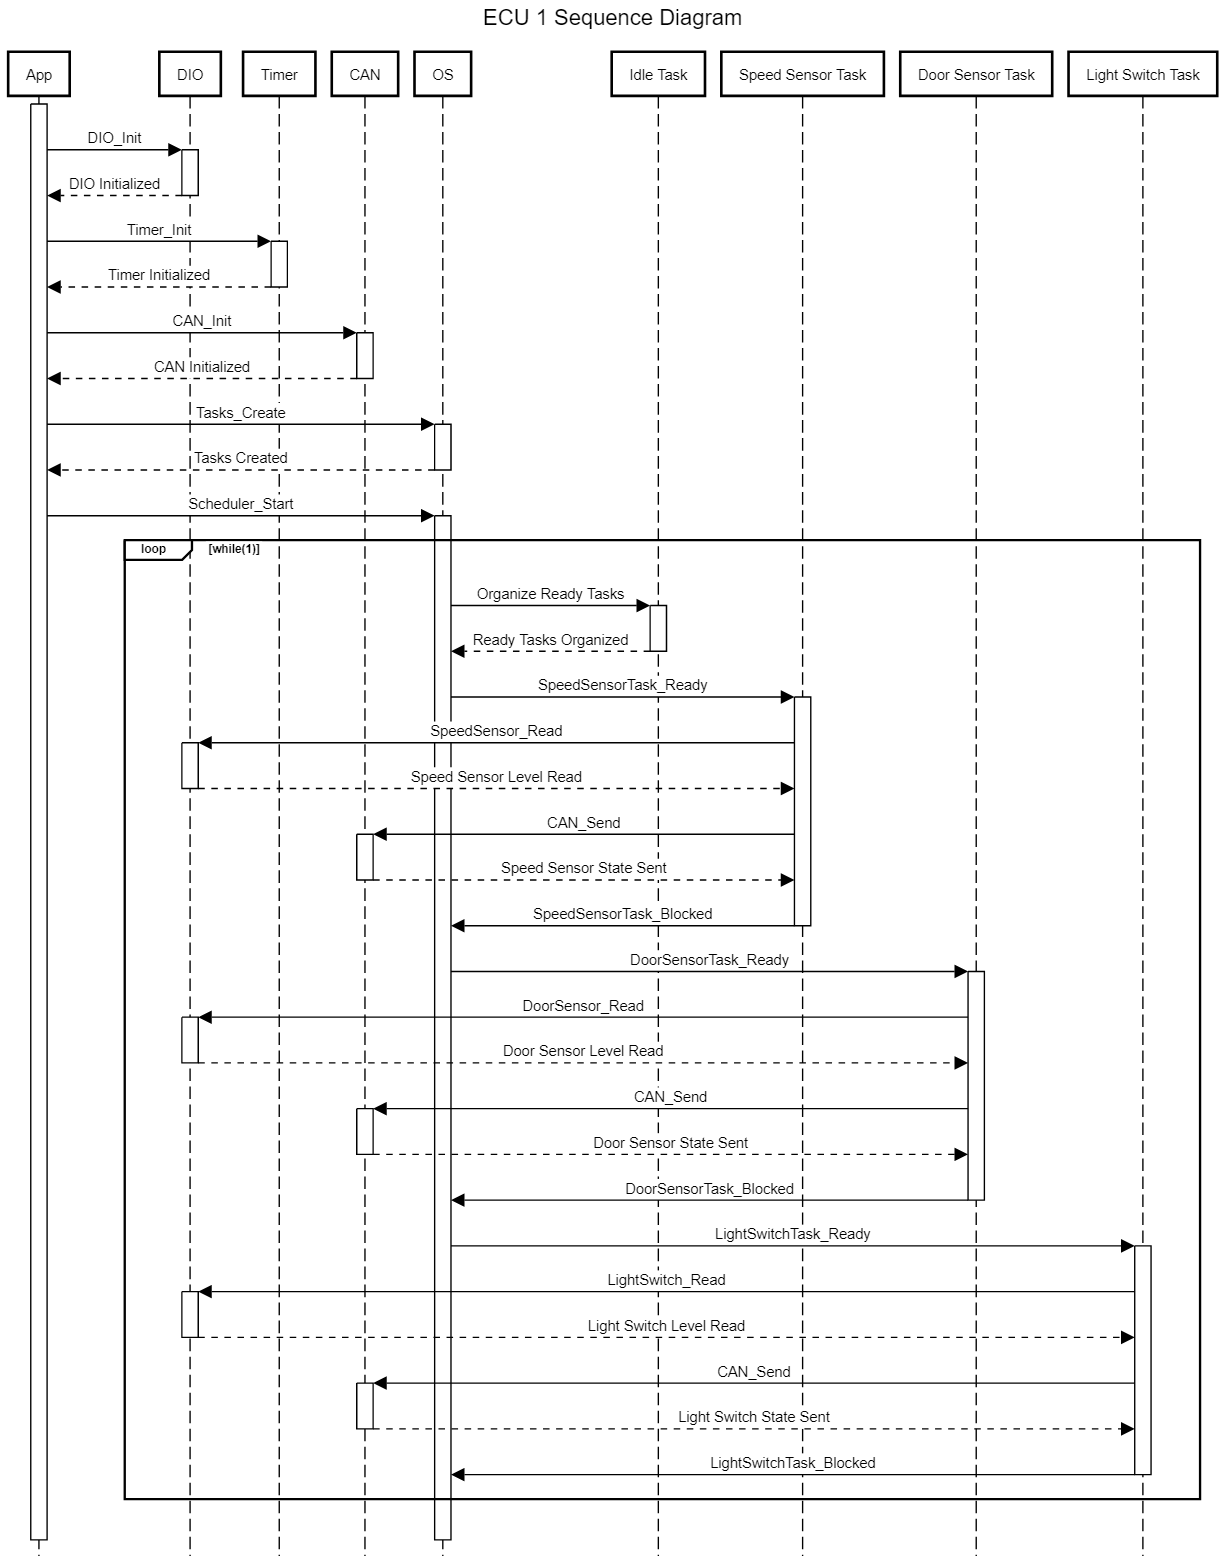 ECU 1 Sequence Diagram
App
DIO
Timer
CAN
OS
Idle Task
Speed Sensor Task
Door Sensor Task
Light Switch Task
DIO_Init
DIO Initialized
Timer_Init
Timer Initialized
CAN_Init
CAN Initialized
Tasks_Create
Tasks Created
Scheduler_Start
loop
[while(1)]
Organize Ready Tasks
Ready Tasks Organized
SpeedSensorTask_Ready
SpeedSensor_Read
Speed Sensor Level Read
CAN_Send
Speed Sensor State Sent
SpeedSensorTask_Blocked
DoorSensorTask_Ready
DoorSensor_Read
Door Sensor Level Read
CAN_Send
Door Sensor State Sent
DoorSensorTask_Blocked
LightSwitchTask_Ready
LightSwitch_Read
Light Switch Level Read
CAN_Send
Light Switch State Sent
LightSwitchTask_Blocked